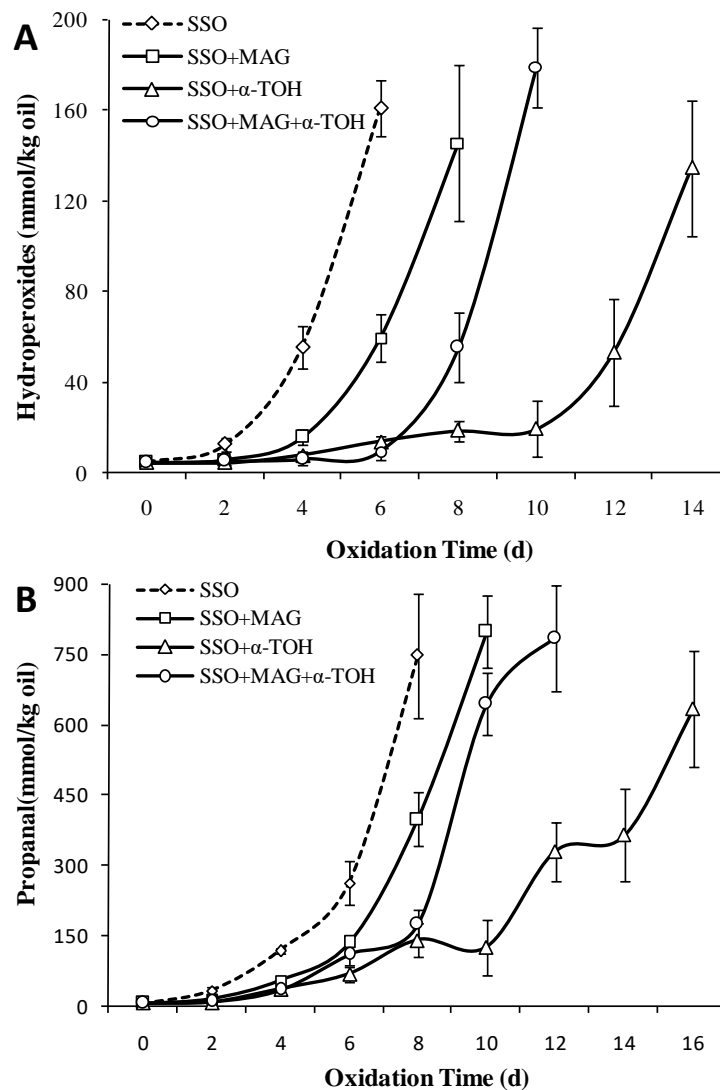 A
SSO
SSO+MAG
SSO+α-TOH
SSO+MAG+α-TOH
Hydroperoxides (mmol/kg oil)
200
160
120
80
40
0
0 2 4 6 8 10 12 14
Oxidation Time (d)
B
SSO
SSO+MAG
SSO+α-TOH
SSO+MAG+α-TOH
Propanal(mmol/kg oil)
900
750
600
450
300
150
0
0 2 4 6 8 10 12 14 16
Oxidation Time (d)